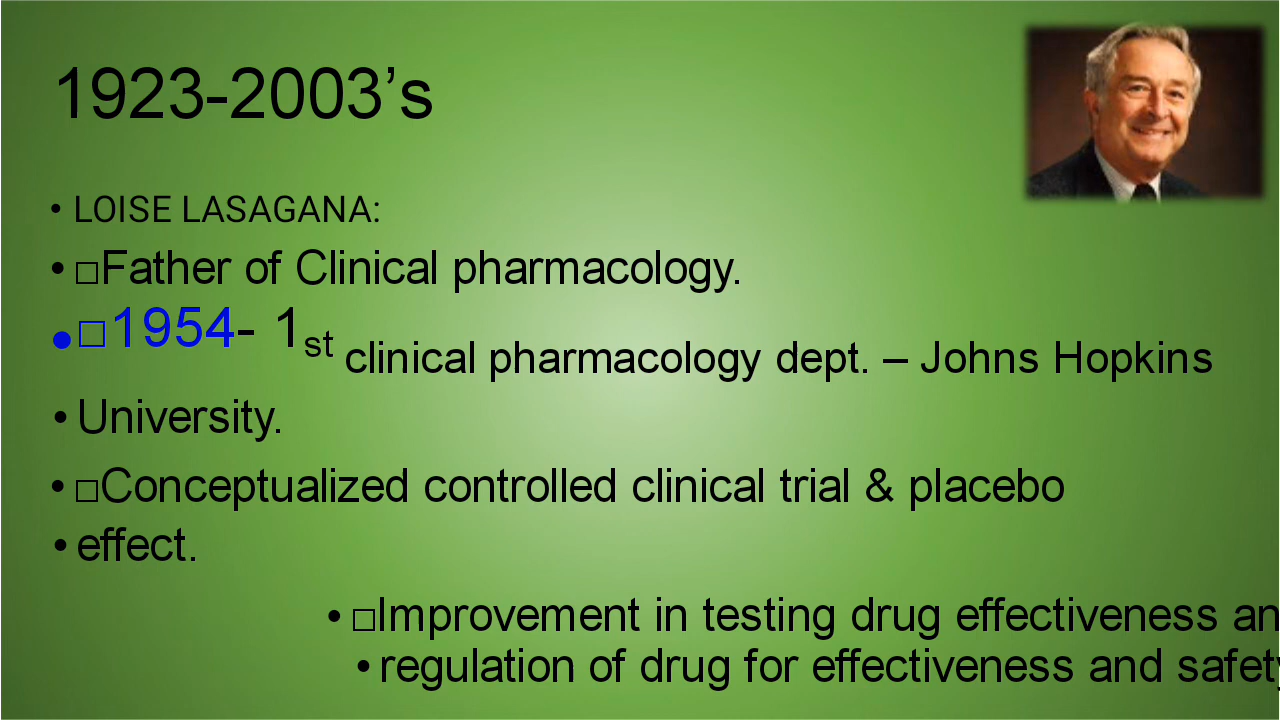 1923-2003’s
• LOISE LASAGANA:
• □Father of Clinical pharmacology.
• □1954- 1st clinical pharmacology dept. – Johns Hopkins
• University.
• □Conceptualized controlled clinical trial & placebo
• effect.
• □Improvement in testing drug effectiveness an
• regulation of drug for effectiveness and safety